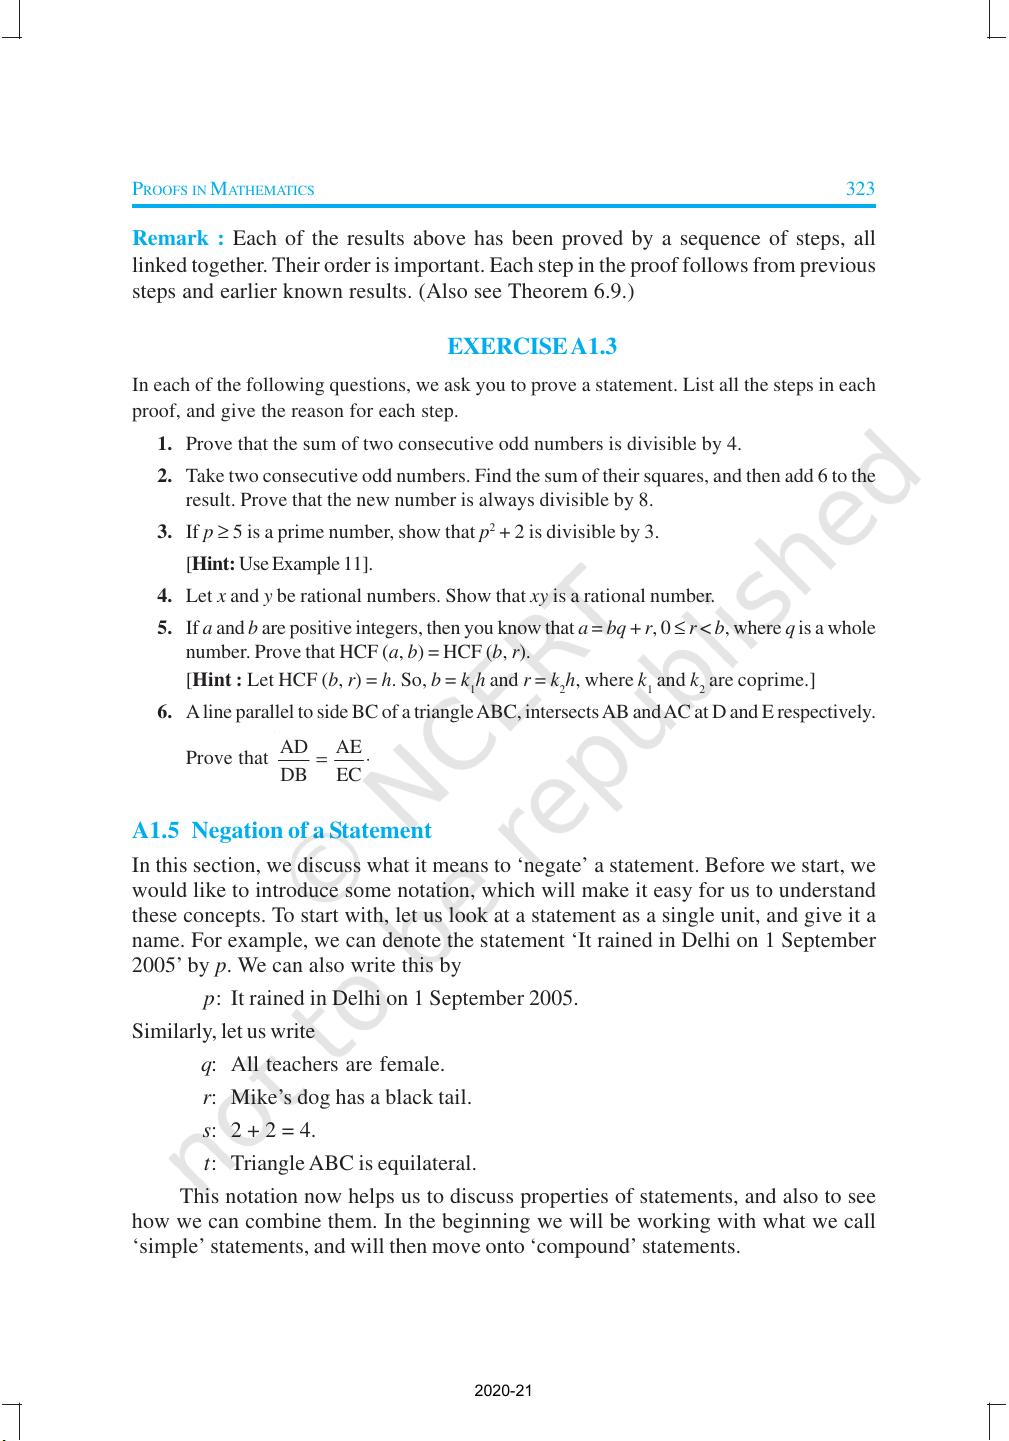 PROOFS IN MATHEMATICS 323
Remark : Each of the results above has been proved by a sequence of steps, all
linked together. Their order is important. Each step in the proof follows from previous
steps and earlier known results. (Also see Theorem 6.9.)
EXERCISE A1.3
In each of the following questions, we ask you to prove a statement. List all the steps in each
proof, and give the reason for each step.
1. Prove that the sum of two consecutive odd numbers is divisible by 4.
2. Take two consecutive odd numbers. Find the sum of their squares, and then add 6 to the
result. Prove that the new number is always divisible by 8.
3. If p ≥ 5 is a prime number, show that p² + 2 is divisible by 3.
[Hint: Use Example 11].
4. Let x and y be rational numbers. Show that xy is a rational number.
5. If a and b are positive integers, then you know that a = bq + r, 0 ≤ r < b, where q is a whole
number. Prove that HCF (a, b) = HCF (b, r).
[Hint : Let HCF (b, r) = h. So, b = k₁h and r = k₂h, where k₁ and k₂ are coprime.]
6. A line parallel to side BC of a triangle ABC, intersects AB and AC at D and E respectively.
Prove that AD/DB = AE/EC.
A1.5 Negation of a Statement
In this section, we discuss what it means to ‘negate’ a statement. Before we start, we
would like to introduce some notation, which will make it easy for us to understand
these concepts. To start with, let us look at a statement as a single unit, and give it a
name. For example, we can denote the statement ‘It rained in Delhi on 1 September
2005’ by p. We can also write this by
p: It rained in Delhi on 1 September 2005.
Similarly, let us write
q: All teachers are female.
r: Mike’s dog has a black tail.
s: 2 + 2 = 4.
t: Triangle ABC is equilateral.
This notation now helps us to discuss properties of statements, and also to see
how we can combine them. In the beginning we will be working with what we call
‘simple’ statements, and will then move onto ‘compound’ statements.
© NCERT
not to be republished
2020-21